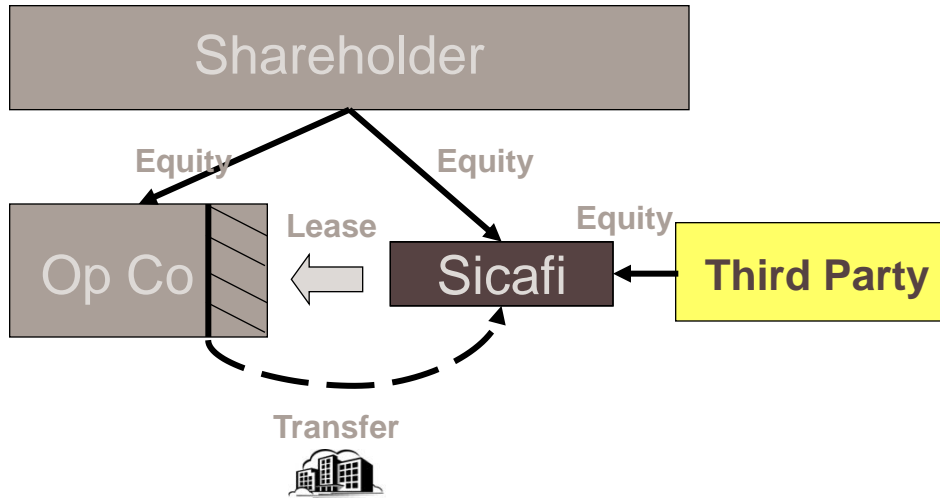 Shareholder
Equity
Equity
Equity
Lease
Op Co
Sicafi
Third Party
Transfer